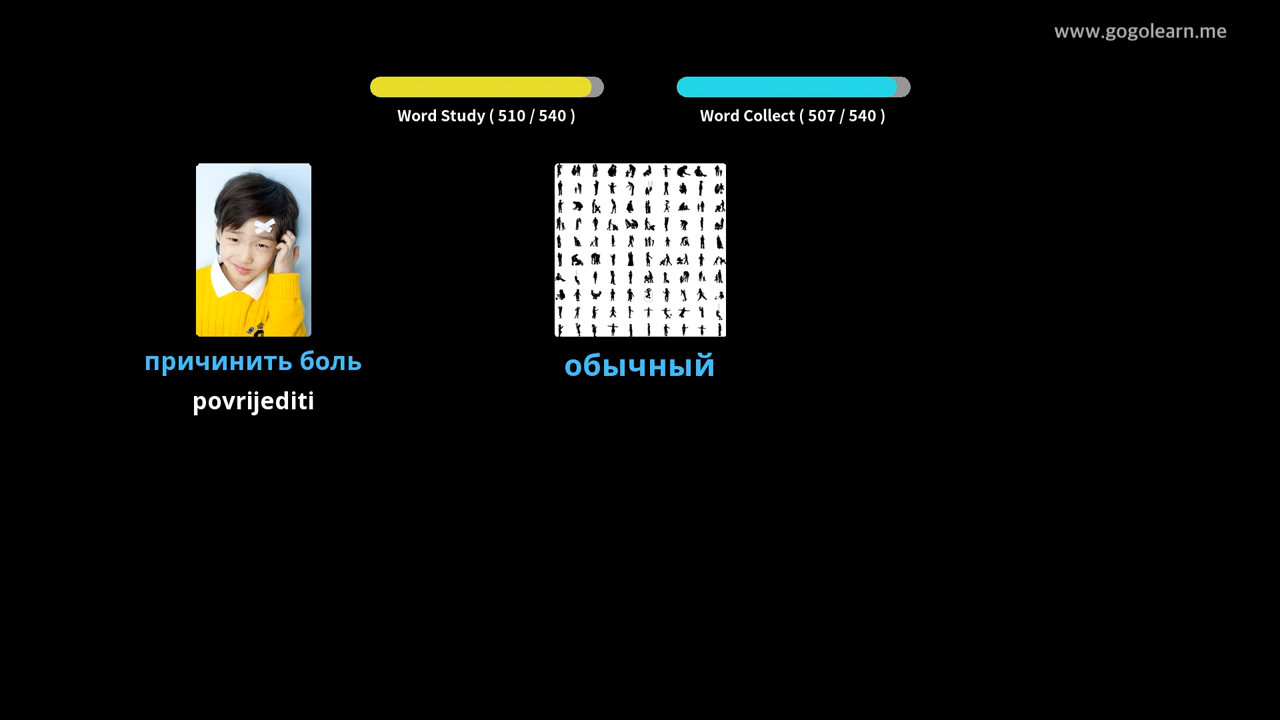 www.gogolearn.me
Word Study ( 510 / 540 )
Word Collect ( 507 / 540 )
причинить боль
povrijediti
обычный